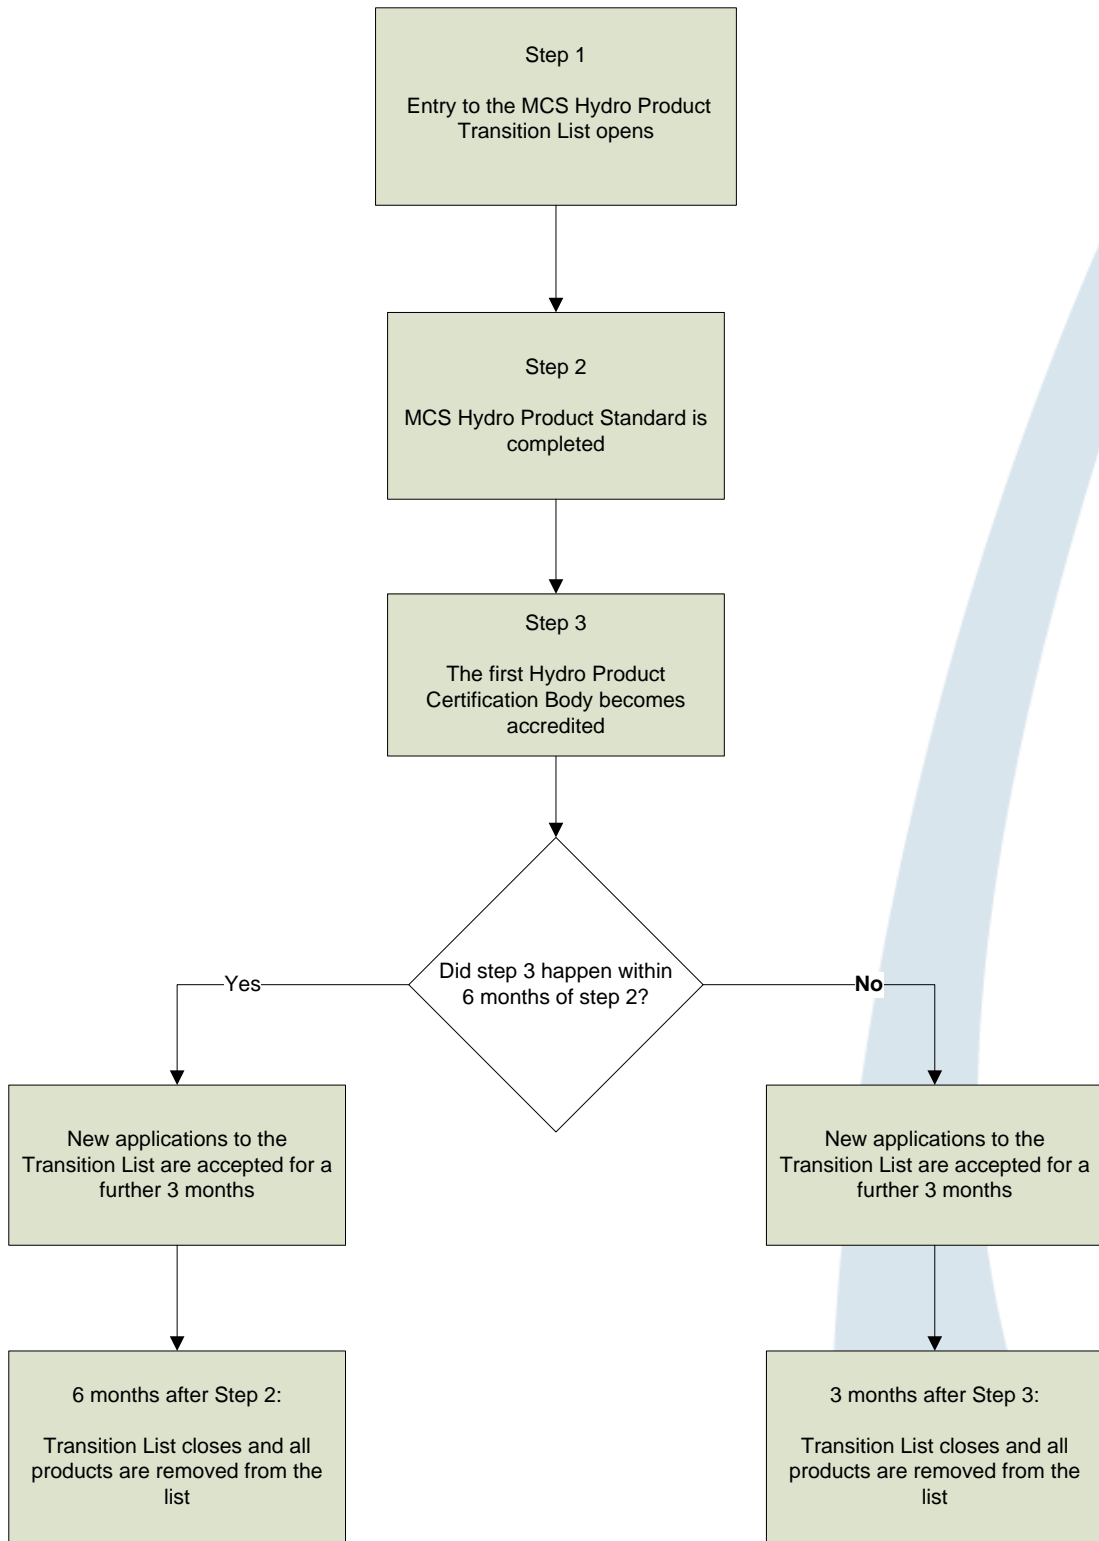 Step 1
Entry to the MCS Hydro Product
Transition List opens
Step 2
MCS Hydro Product Standard is
completed
Step 3
The first Hydro Product
Certification Body becomes
accredited
Did step 3 happen within
6 months of step 2?
Yes
No
New applications to the
Transition List are accepted for a
further 3 months
New applications to the
Transition List are accepted for a
further 3 months
6 months after Step 2:
Transition List closes and all
products are removed from the
list
3 months after Step 3:
Transition List closes and all
products are removed from the
list